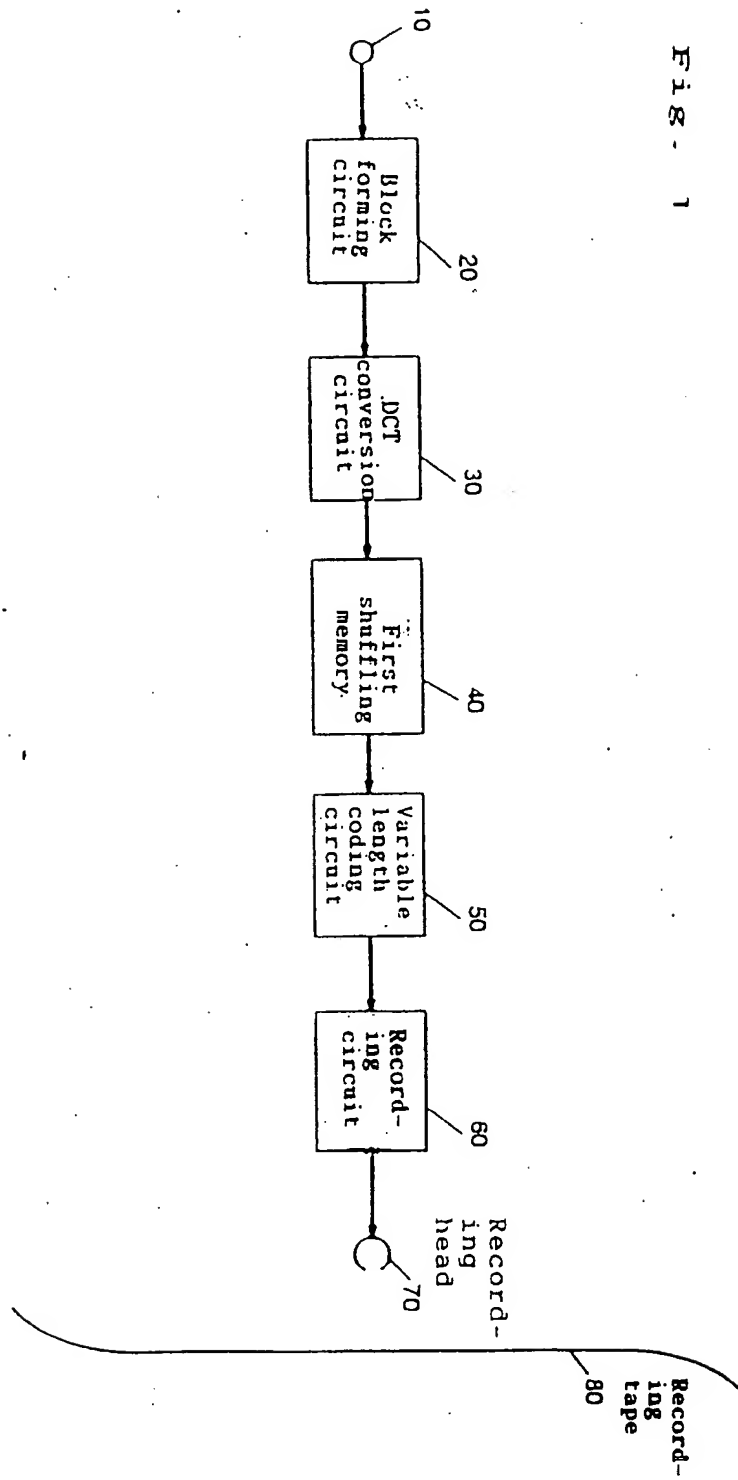 Fig. 1
10
Block
forming
circuit
20
DCT
conversion
circuit
30
First
shuffling
memory
40
Variable
length
coding
circuit
50
Record-
ing
circuit
60
Record-
ing
head
70
Record-
ing
tape
80